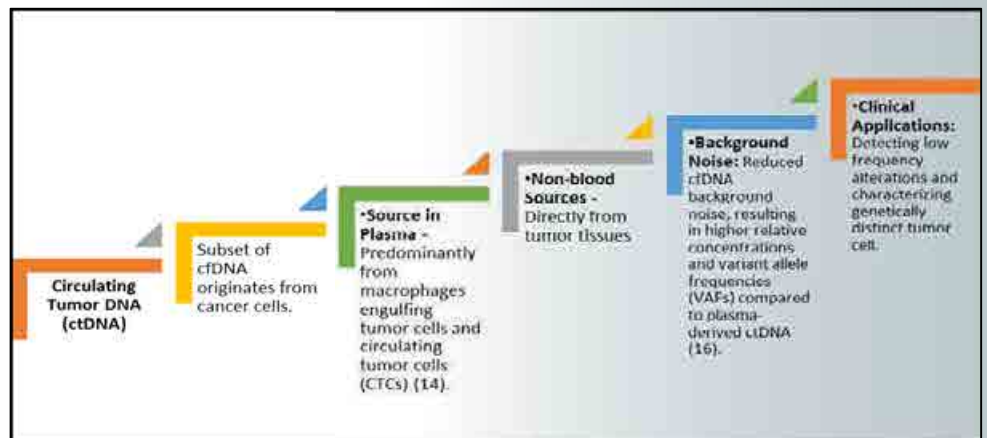 Circulating
Tumor DNA
(ctDNA)
Subset of
cfDNA
originates from
cancer cells.
•Source in
Plasma –
Predominantly
from
macrophages
engulfing
tumor cells and
circulating
tumor cells
(CTCs) (14).
•Non-blood
Sources -
Directly from
tumor tissues
•Background
Noise: Reduced
cfDNA
background
noise, resulting
in higher relative
concentrations
and variant allele
frequencies
(VAFs) compared
to plasma-
derived ctDNA
(16).
•Clinical
Applications:
Detecting low
frequency
alterations and
characterizing
genetically
distinct tumor
cell.